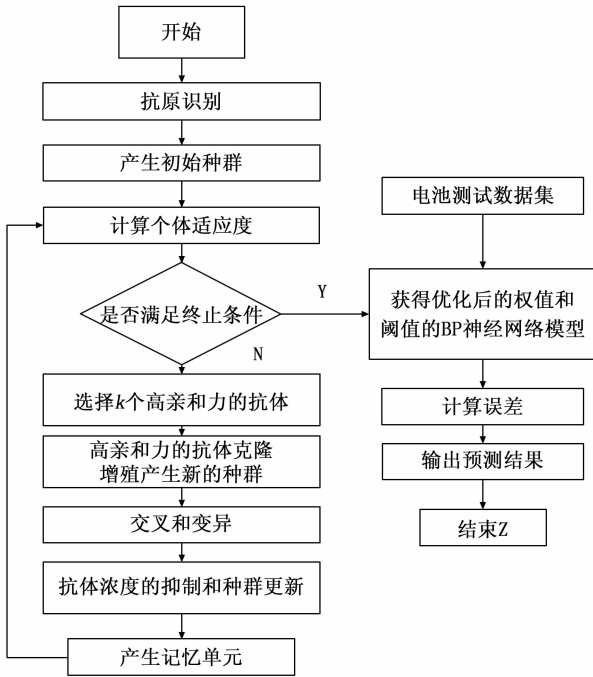 开始
抗原识别
产生初始种群
计算个体适应度
是否满足终止条件
Y
N
选择k个高亲和力的抗体
高亲和力的抗体克隆
增殖产生新的种群
交叉和变异
抗体浓度的抑制和种群更新
产生记忆单元
电池测试数据集
获得优化后的权值和
阈值的BP神经网络模型
计算误差
输出预测结果
结束Z